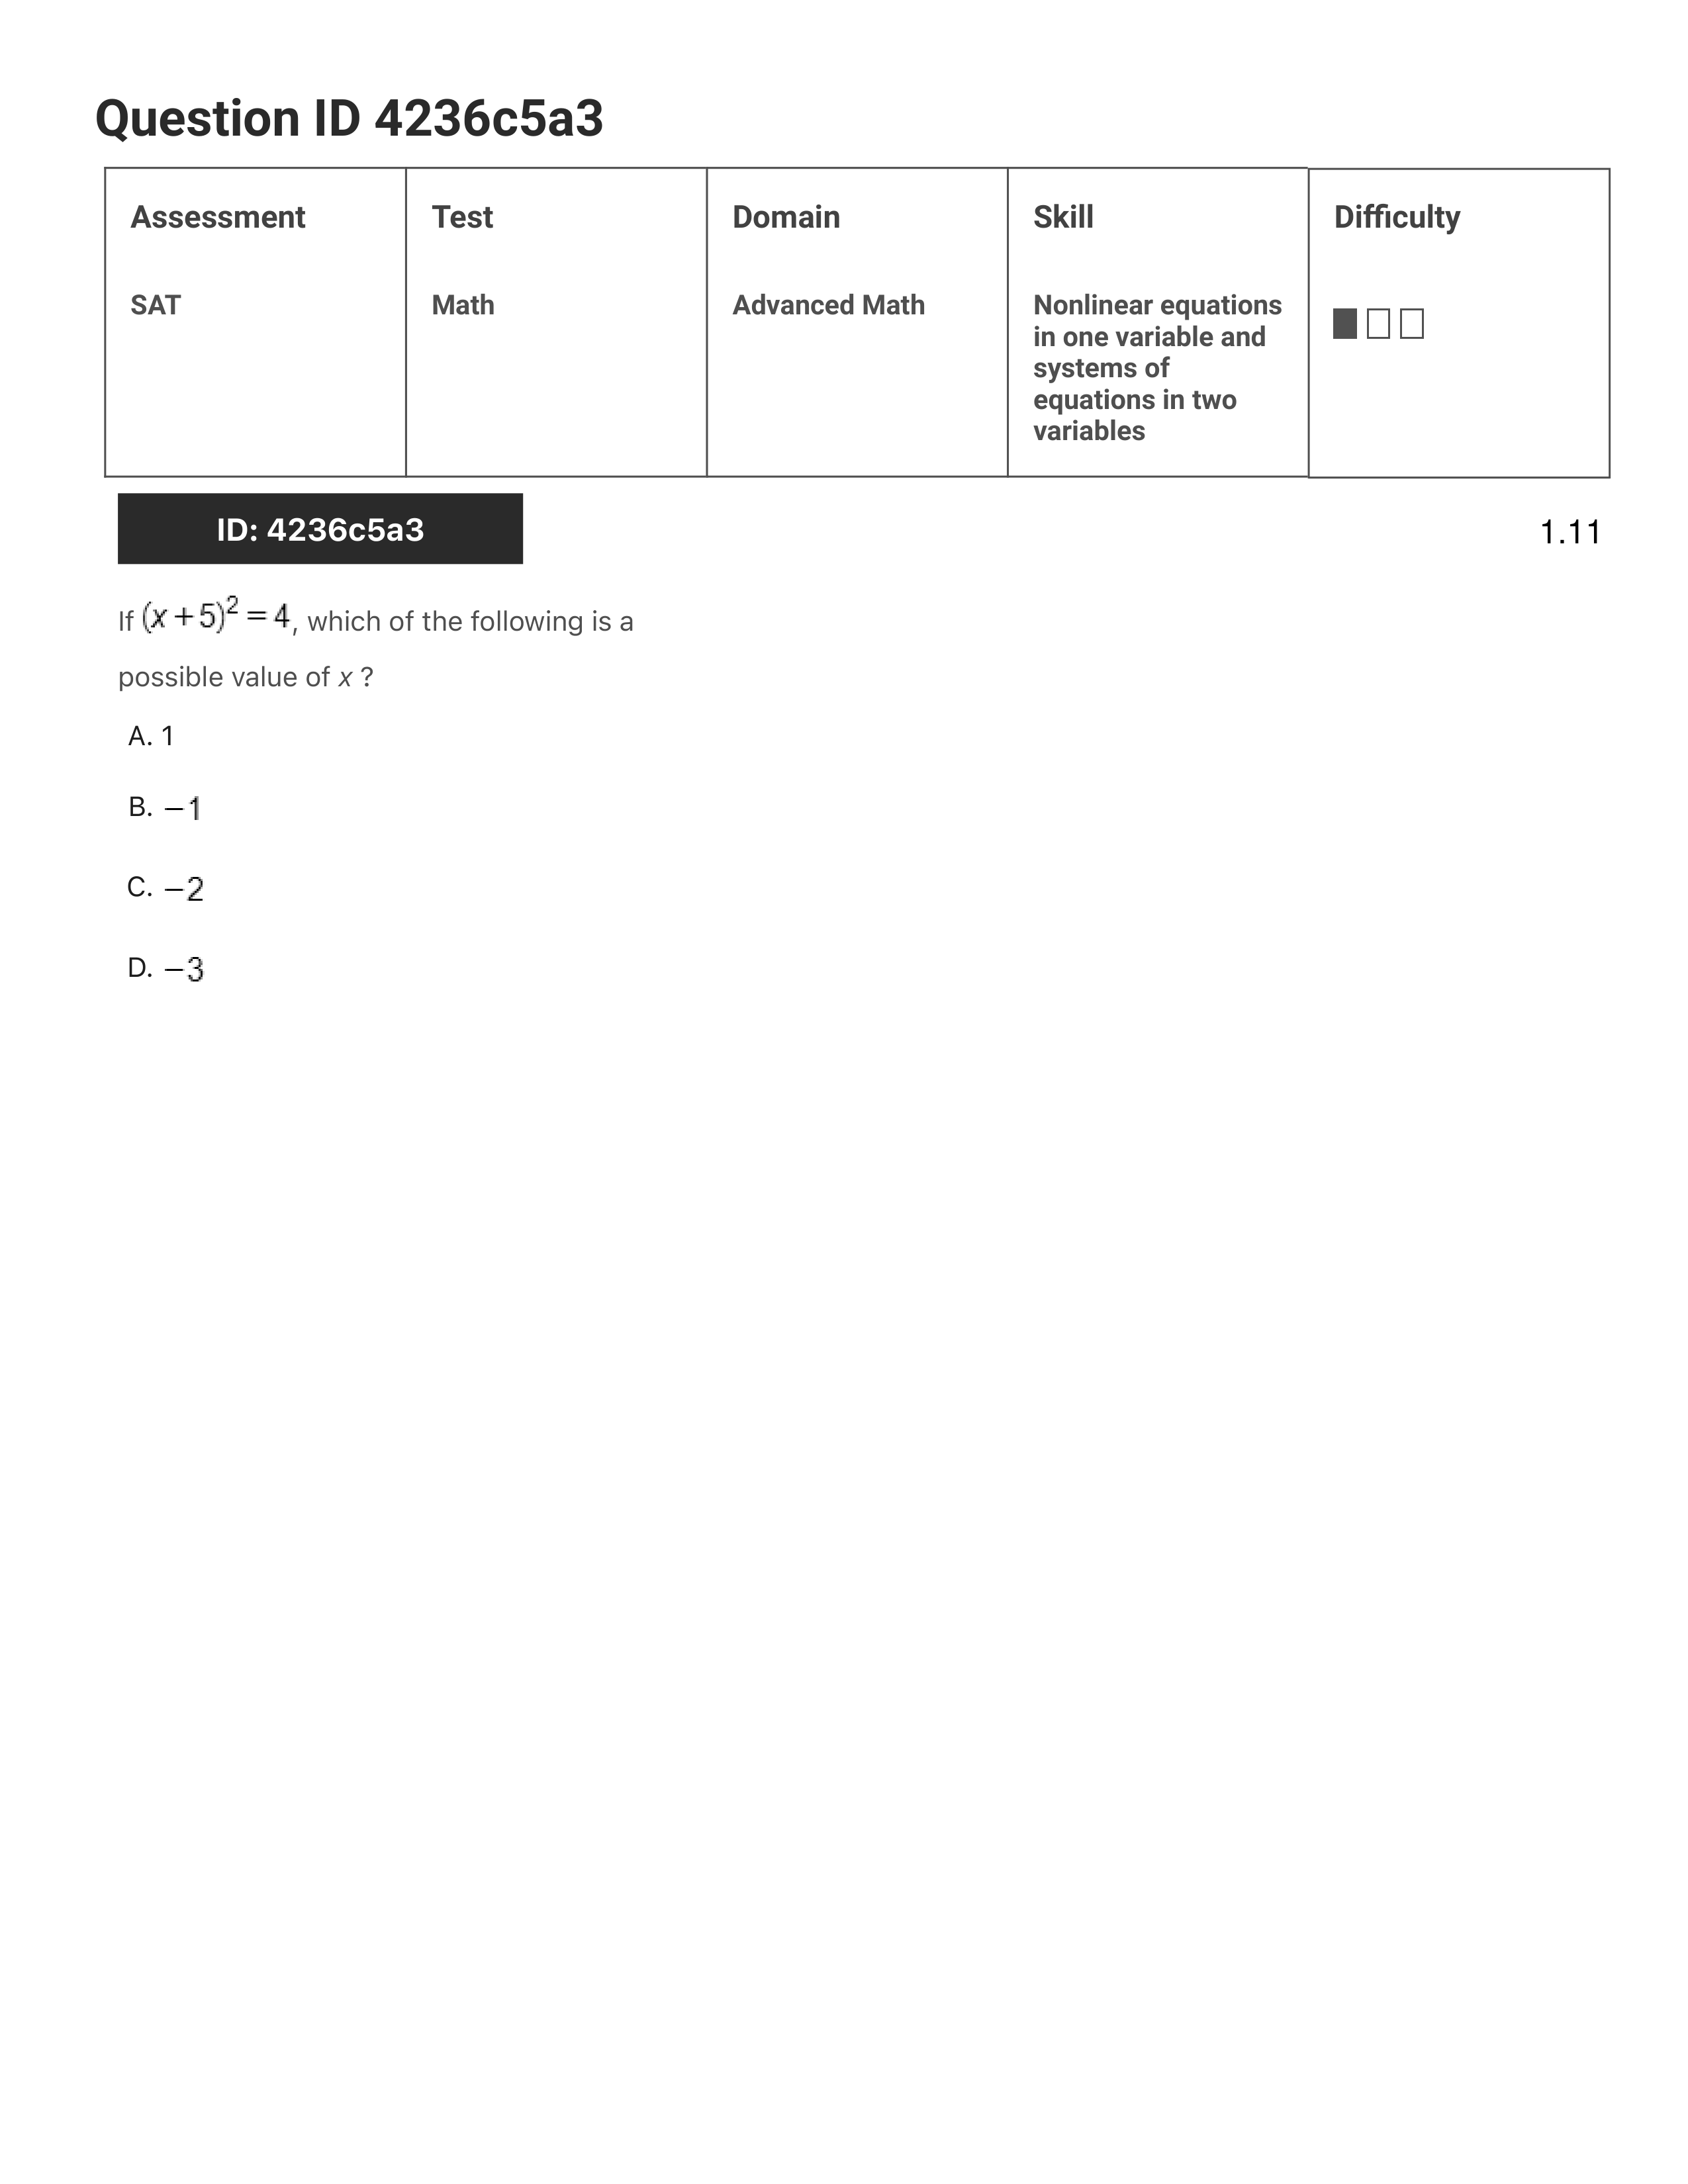 Question ID 4236c5a3
Assessment
Test
Domain
Skill
Difficulty
SAT
Math
Advanced Math
Nonlinear equations
in one variable and
systems of
equations in two
variables
ID: 4236c5a3
1.11
If (x + 5)² = 4, which of the following is a
possible value of x ?
A. 1
B. −1
C. −2
D. −3